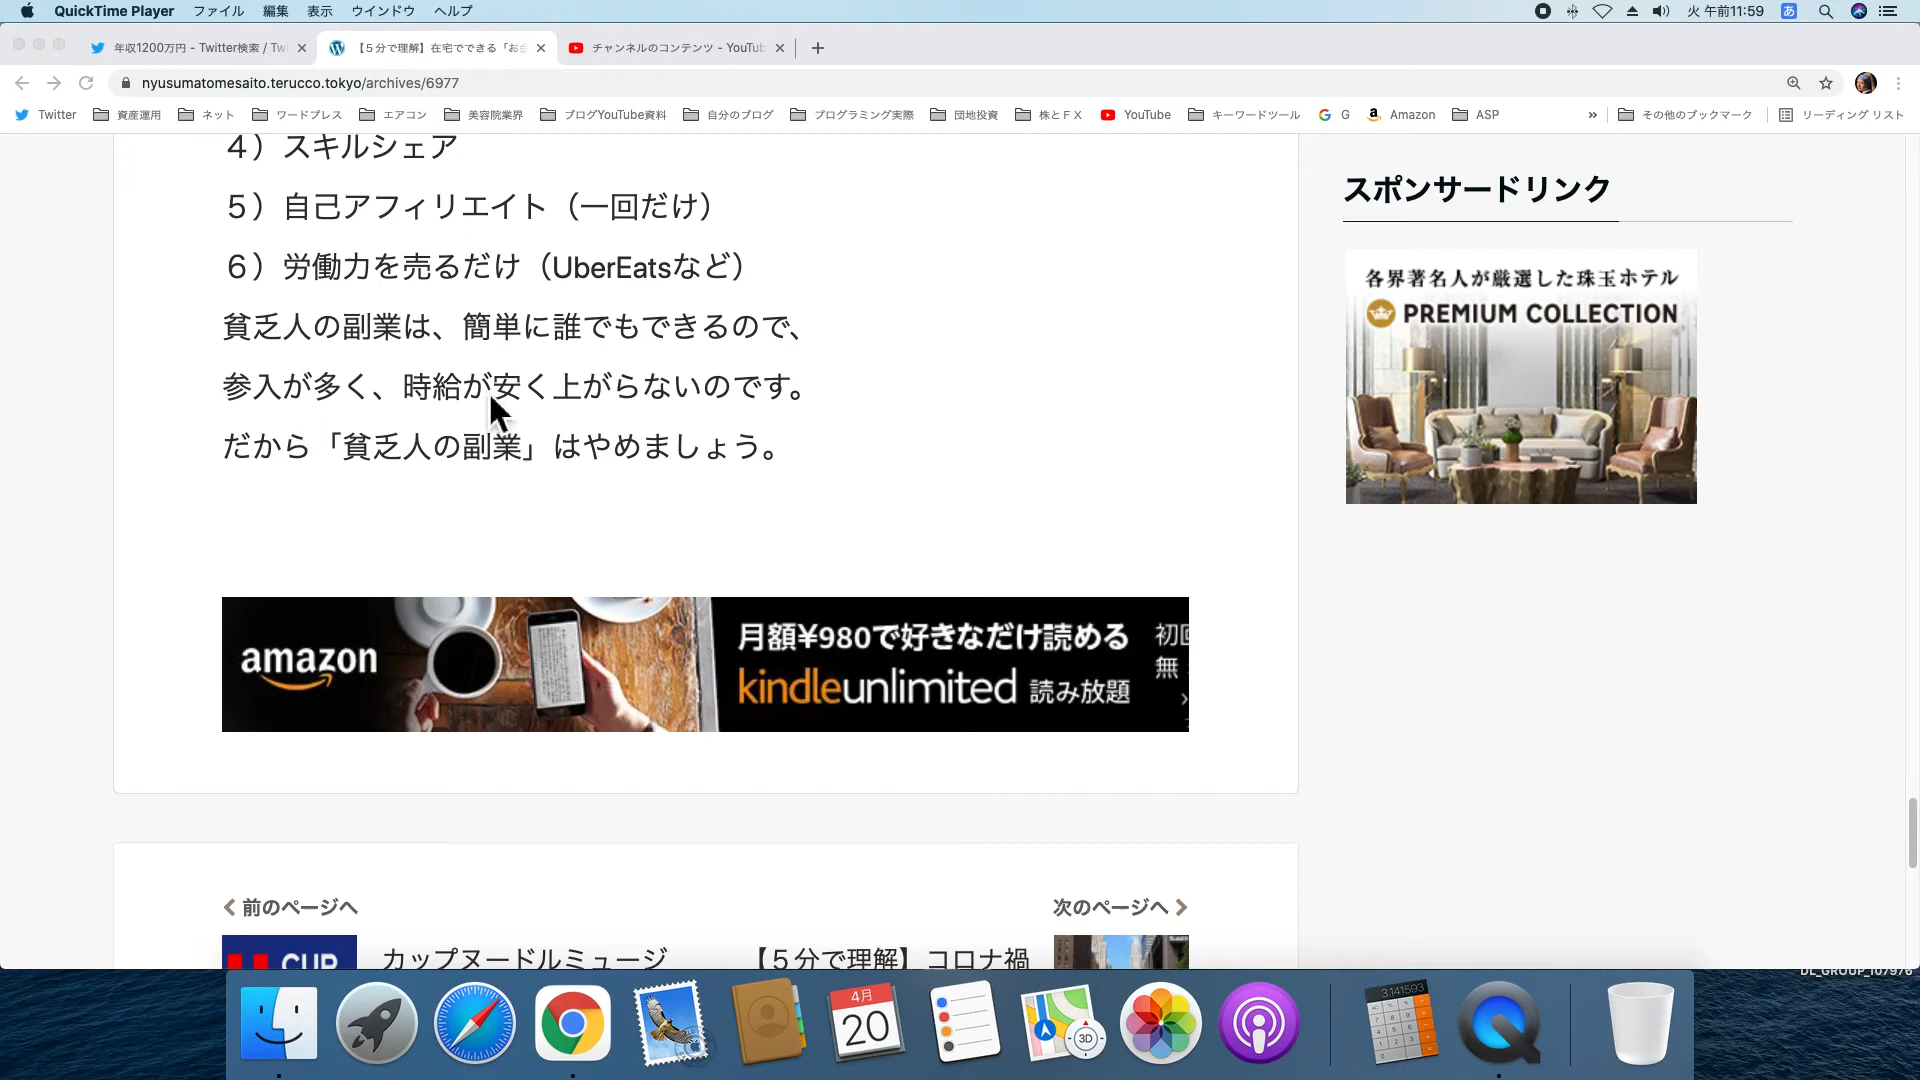 QuickTime Player ファイル 編集 表示 ウインドウ ヘルプ 火 午前11:59 あ
年収1200万円 - Twitter検索 / Tw
【５分で理解】在宅でできる「お金
チャンネルのコンテンツ - YouTub
nyusumatomesaito.terucco.tokyo/archives/6977
Twitter 資産運用 ネット ワードプレス エアコン 美容院業界 ブログYouTube資料 自分のブログ プログラミング実際 団地投資 株とＦＸ YouTube キーワードツール G Amazon ASP » その他のブックマーク リーディング リスト
４）スキルシェア
５）自己アフィリエイト（一回だけ）
６）労働力を売るだけ（UberEatsなど）
貧乏人の副業は、簡単に誰でもできるので、
参入が多く、時給が安く上がらないのです。
だから「貧乏人の副業」はやめましょう。
スポンサードリンク
各界著名人が厳選した珠玉ホテル
PREMIUM COLLECTION
amazon
月額¥980で好きなだけ読める
kindleunlimited 読み放題
初回
無
前のページへ
次のページへ
CUP
カップヌードルミュージ
【５分で理解】コロナ禍
DL_GROUP_107976
4月
20
3D
3.141593